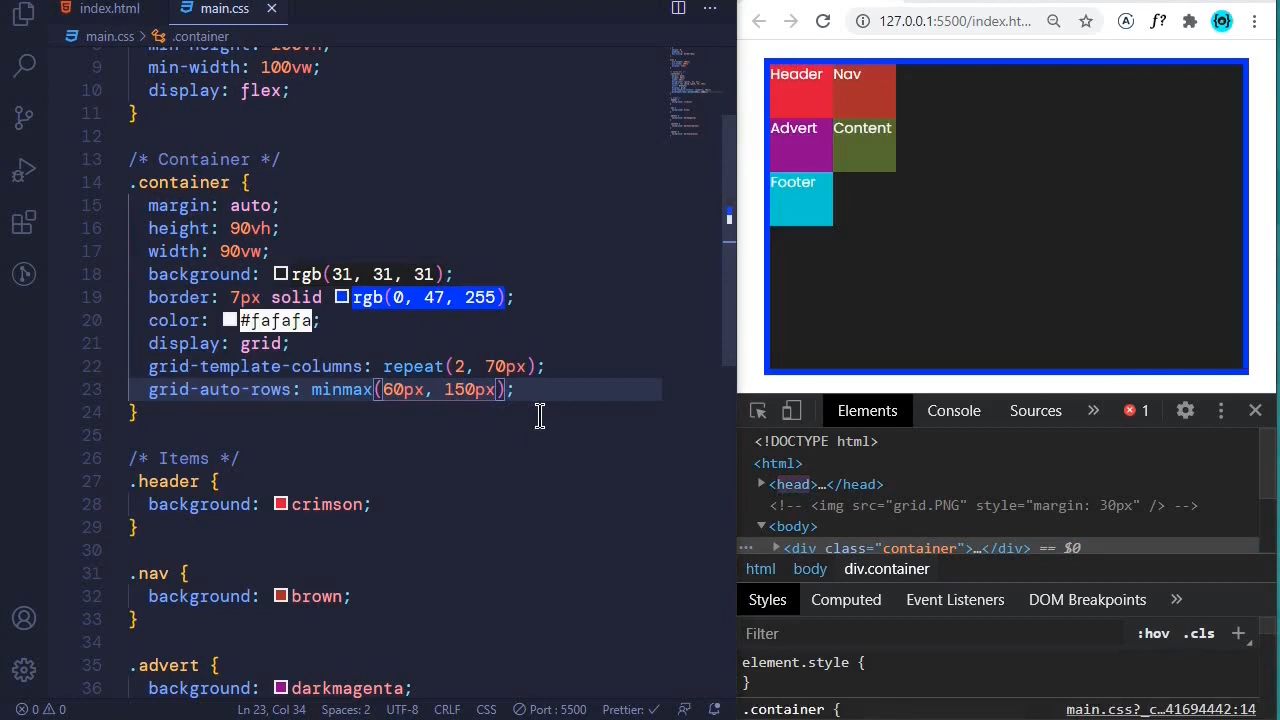 index.html
main.css
main.css
.container
8 min-height: 100vh;
9 min-width: 100vw;
10 display: flex;
11 }
12
13 /* Container */
14 .container {
15 margin: auto;
16 height: 90vh;
17 width: 90vw;
18 background: rgb(31, 31, 31);
19 border: 7px solid rgb(0, 47, 255);
20 color: #fafafa;
21 display: grid;
22 grid-template-columns: repeat(2, 70px);
23 grid-auto-rows: minmax(60px, 150px);
24 }
25
26 /* Items */
27 .header {
28 background: crimson;
29 }
30
31 .nav {
32 background: brown;
33 }
34
35 .advert {
36 background: darkmagenta;
0 0
Ln 23, Col 34
Spaces: 2
UTF-8
CRLF
CSS
Port : 5500
Prettier:
127.0.0.1:5500/index.ht...
f?
Header
Nav
Advert
Content
Footer
Elements
Console
Sources
1
<!DOCTYPE html>
<html>
<head>…</head>
<!-- <img src="grid.PNG" style="margin: 30px" /> -->
<body>
<div class="container">…</div> == $0
html
body
div.container
Styles
Computed
Event Listeners
DOM Breakpoints
Filter
:hov
.cls
element.style {
}
.container {
main.css?_c…41694442:14